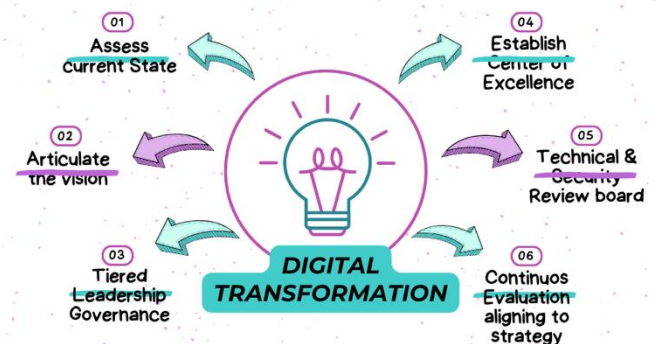 01
Assess
current State
02
Articulate
the vision
03
Tiered
Leadership
Governance
04
Establish
Center of
Excellence
05
Technical &
Security
Review board
06
Continuos
Evaluation
aligning to
strategy
DIGITAL
TRANSFORMATION